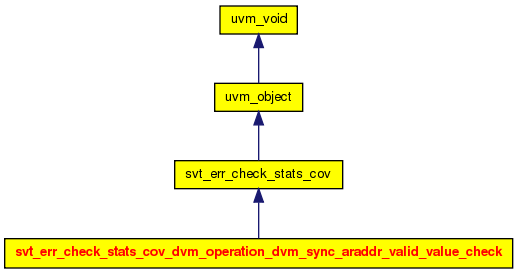 uvm_void
uvm_object
svt_err_check_stats_cov
svt_err_check_stats_cov_dvm_operation_dvm_sync_araddr_valid_value_check